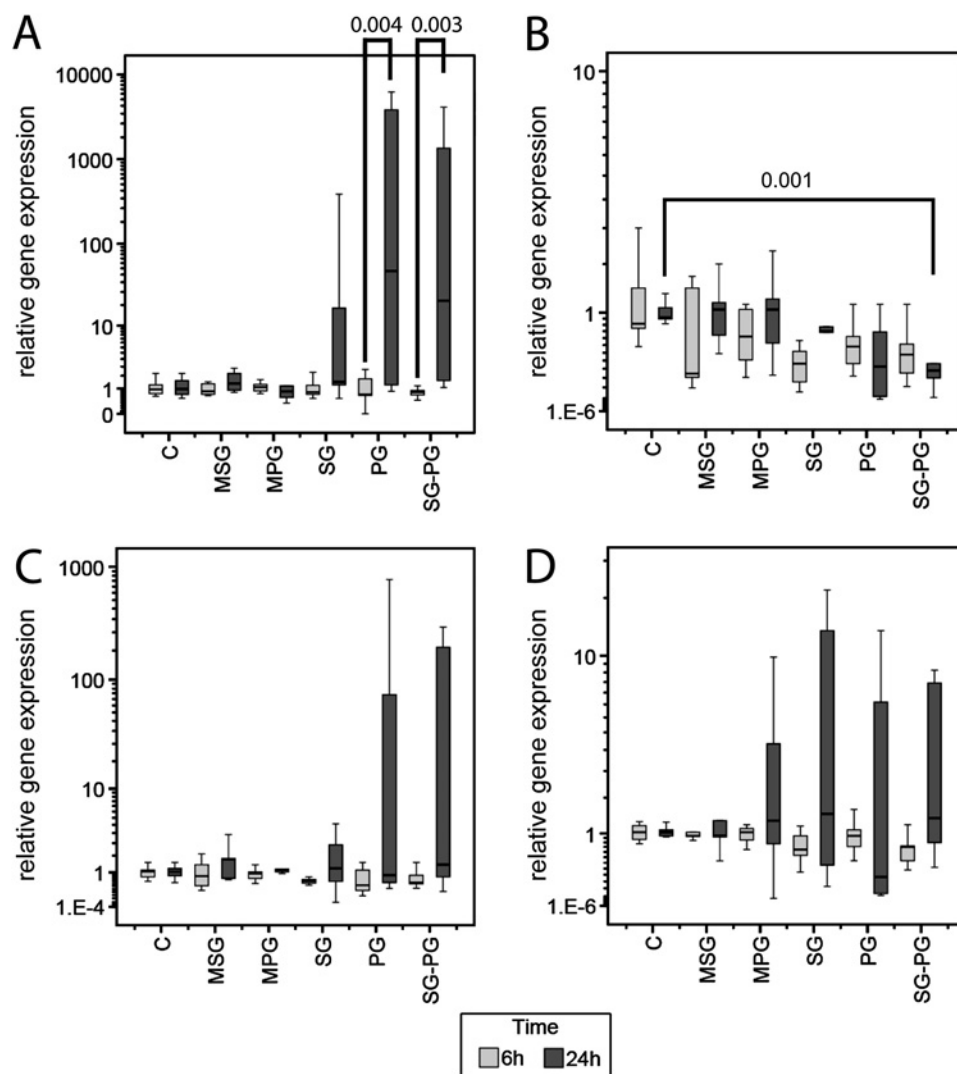 A
0.004
0.003
relative gene expression
10000
1000
100
10
1
0
C
MSG
MPG
SG
PG
SG-PG
B
0.001
relative gene expression
10
1
1.E-6
C
MSG
MPG
SG
PG
SG-PG
C
relative gene expression
1000
100
10
1
1.E-4
C
MSG
MPG
SG
PG
SG-PG
D
relative gene expression
10
1
1.E-6
C
MSG
MPG
SG
PG
SG-PG
Time
6h 24h